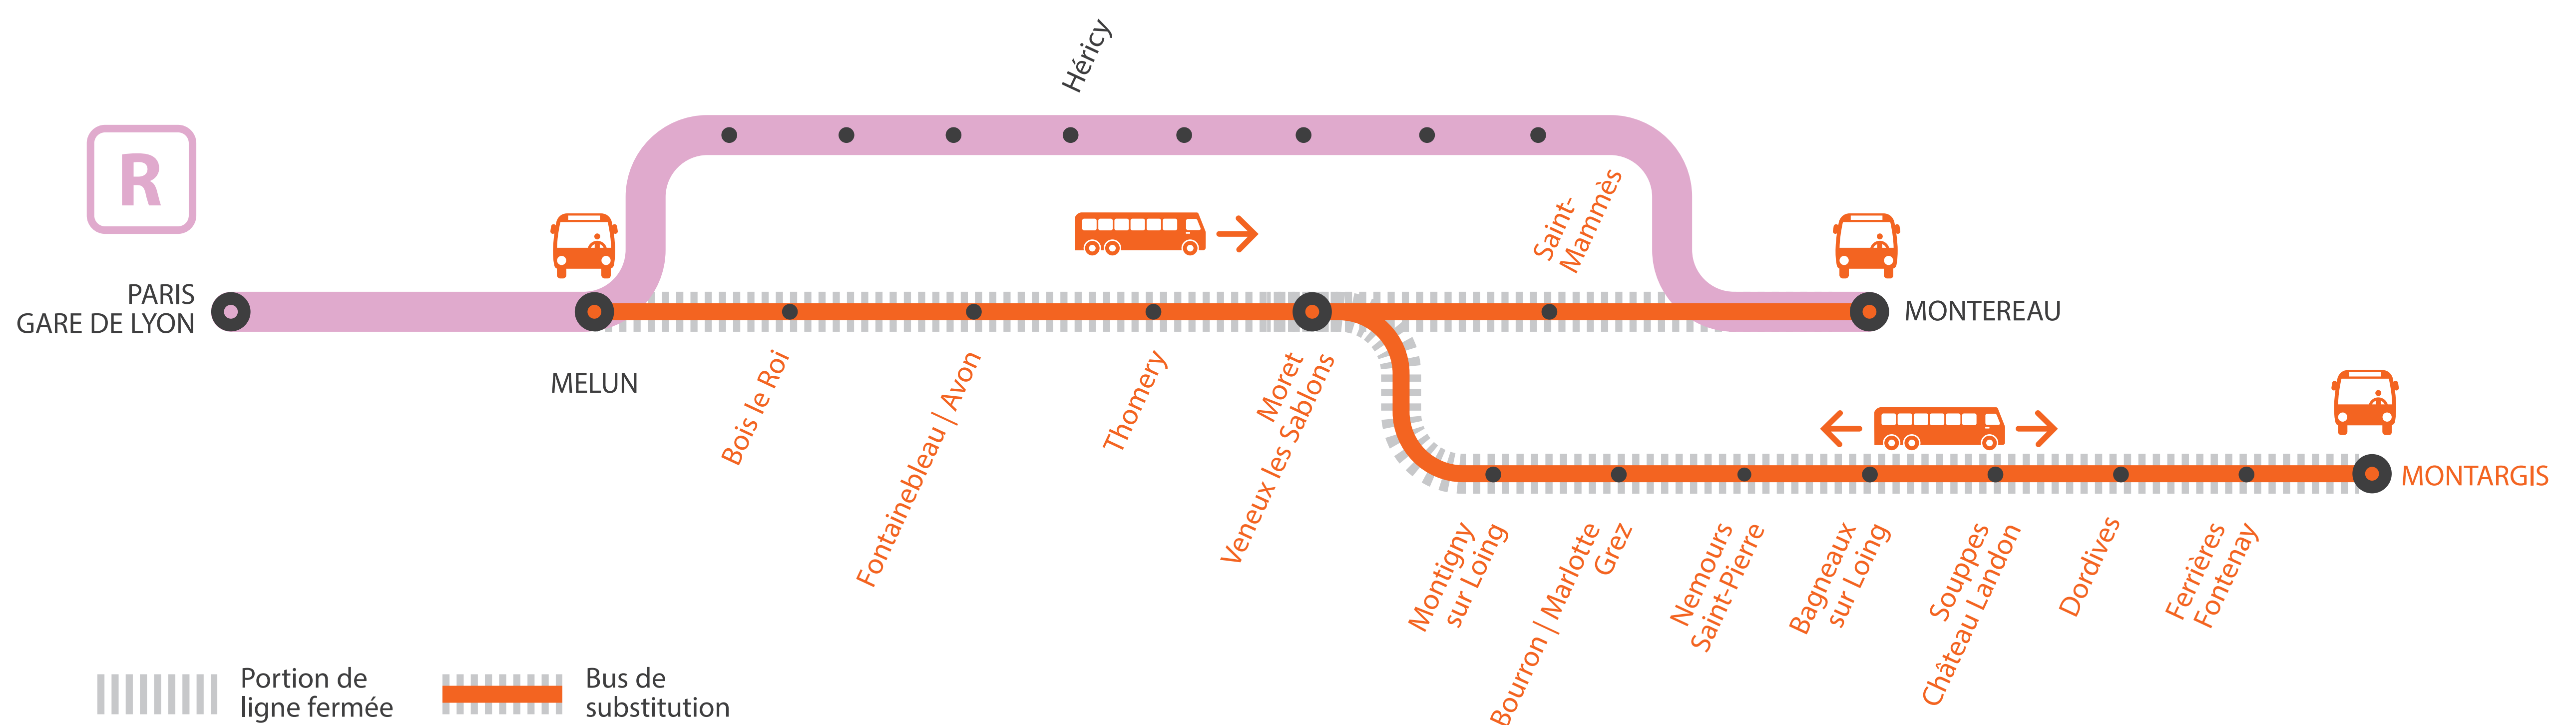 Héricy
R
PARIS
GARE DE LYON
MELUN
Saint-
Mammès
MONTEREAU
Bois le Roi
Fontainebleau | Avon
Thomery
Moret
Veneux les Sablons
MONTARGIS
Montigny
sur Loing
Bourron | Marlotte
Grez
Nemours
Saint-Pierre
Bagneaux
sur Loing
Souppes
Château Landon
Dordives
Ferrières
Fontenay
Portion de
ligne fermée
Bus de
substitution